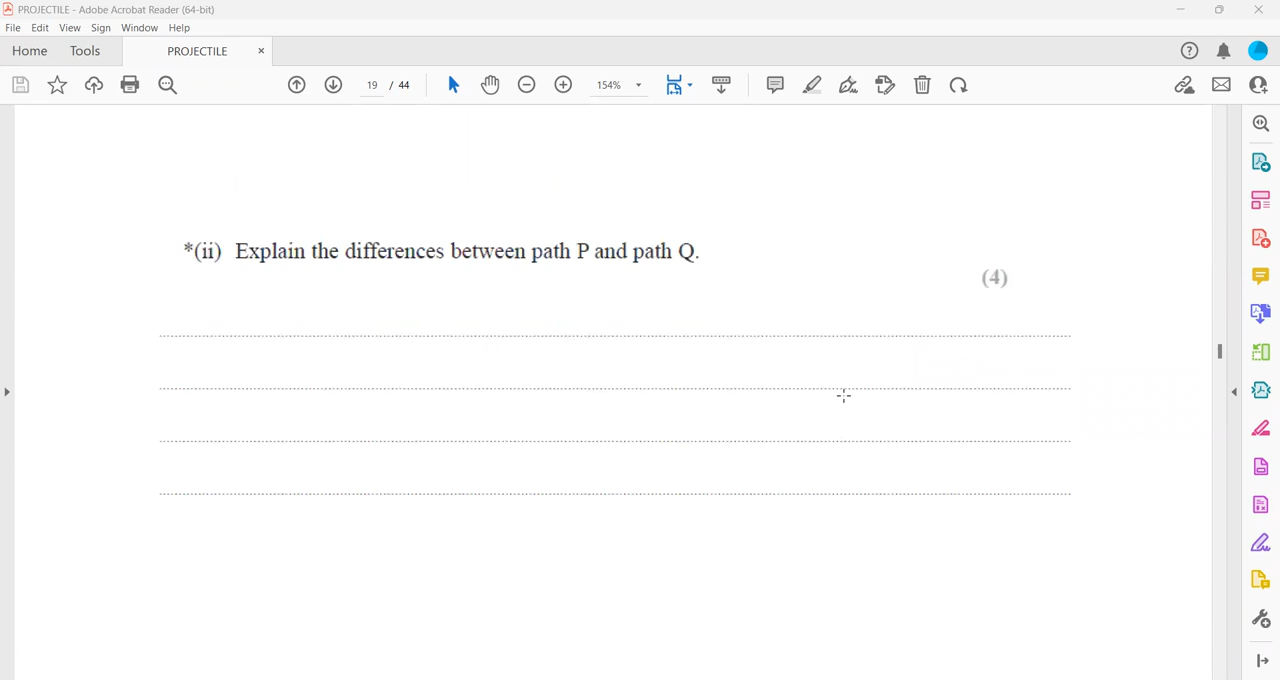 PROJECTILE - Adobe Acrobat Reader (64-bit)
File Edit View Sign Window Help
Home Tools PROJECTILE ×
19 / 44 154%
*(ii) Explain the differences between path P and path Q.
(4)